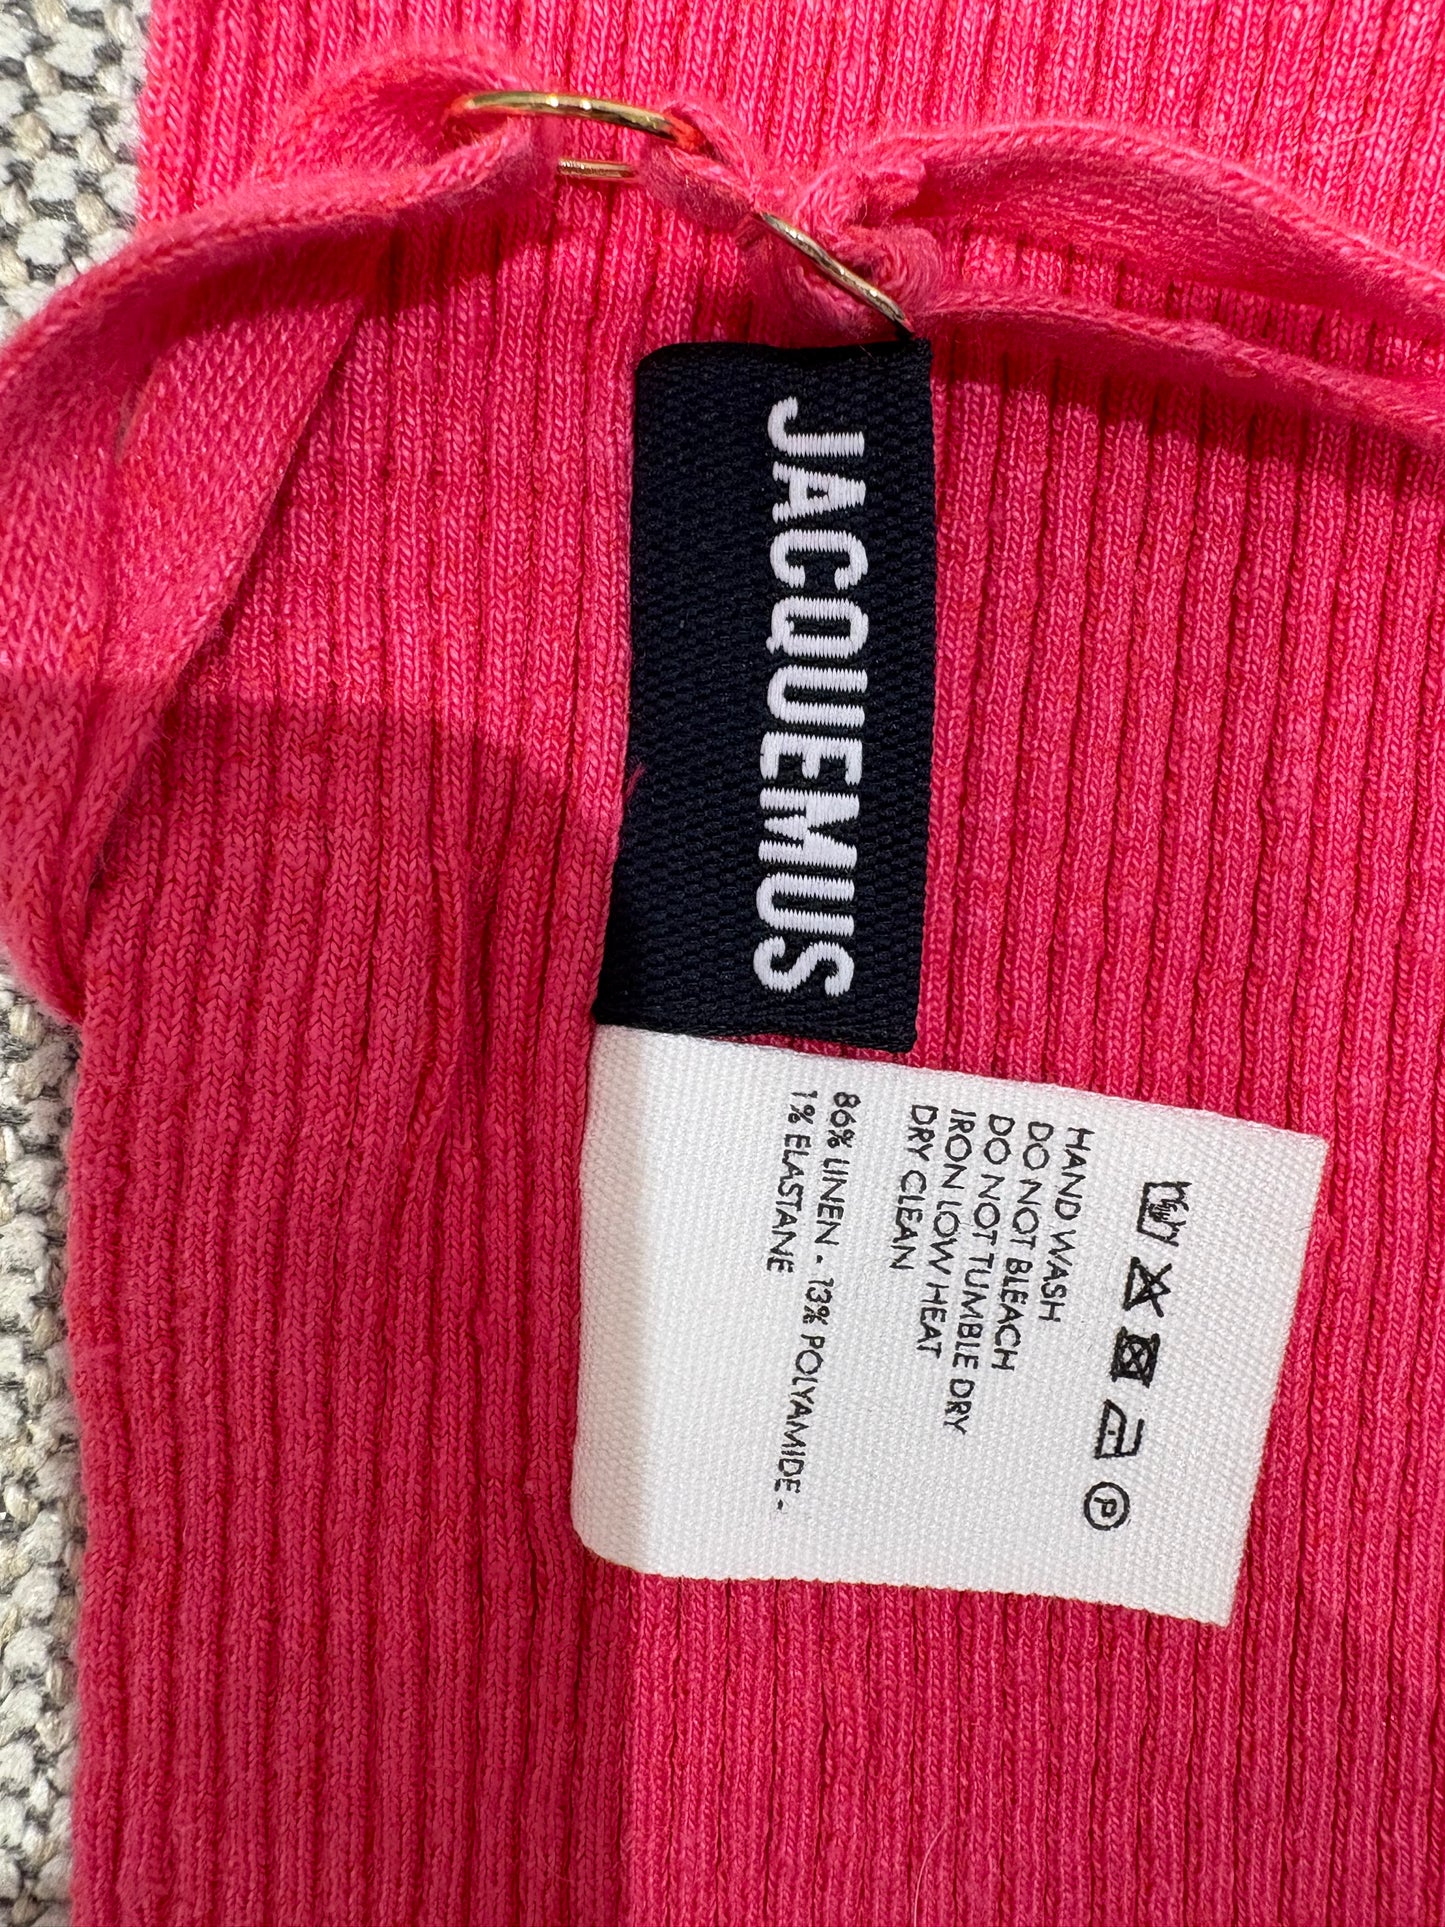 JACQUEMUS
P
HAND WASH
DO NOT BLEACH
DO NOT TUMBLE DRY
IRON LOW HEAT
DRY CLEAN
86% LINEN - 13% POLYAMIDE -
1% ELASTANE